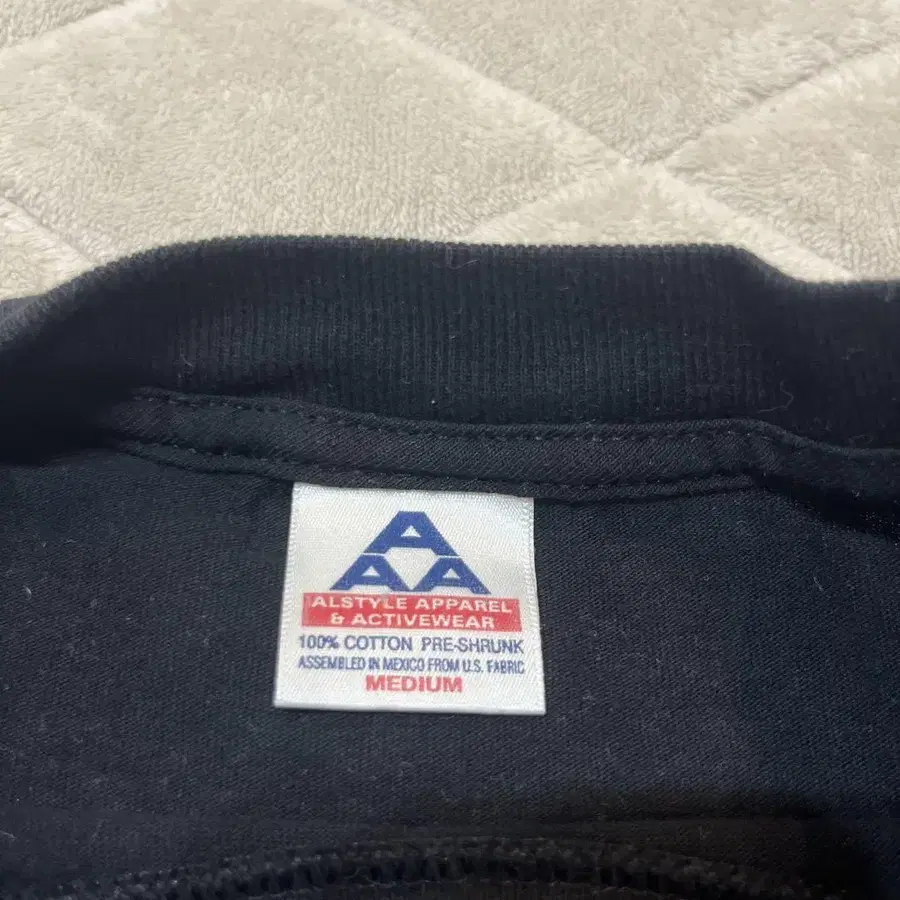 A
A A
ALSTYLE APPAREL
& ACTIVEWEAR
100% COTTON PRE-SHRUNK
ASSEMBLED IN MEXICO FROM U.S. FABRIC
MEDIUM